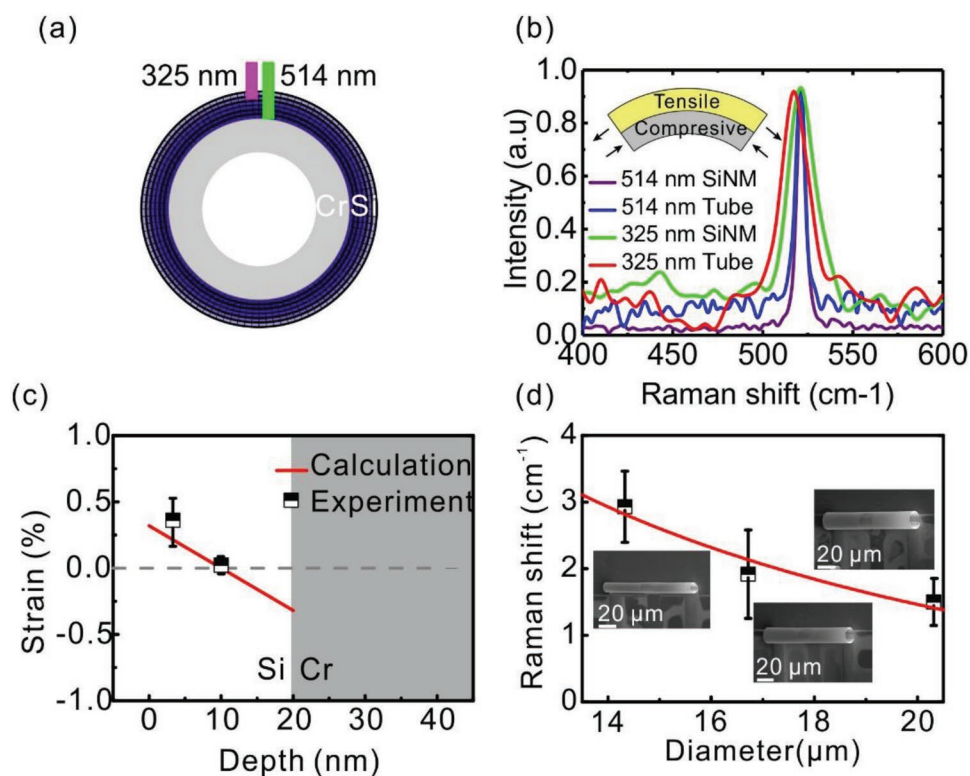 (a)
325 nm 514 nm
CrSi
(b)
1.0
0.8
0.6
0.4
0.2
0.0
Intensity (a.u)
Tensile
Compresive
514 nm SiNM
514 nm Tube
325 nm SiNM
325 nm Tube
400 450 500 550 600
Raman shift (cm-1)
(c)
1.0
0.5
0.0
-0.5
-1.0
Strain (%)
Calculation
Experiment
Si Cr
0 10 20 30 40
Depth (nm)
(d)
4
3
2
1
0
Raman shift (cm⁻¹)
20 μm
20 μm
20 μm
14 16 18 20
Diameter(μm)